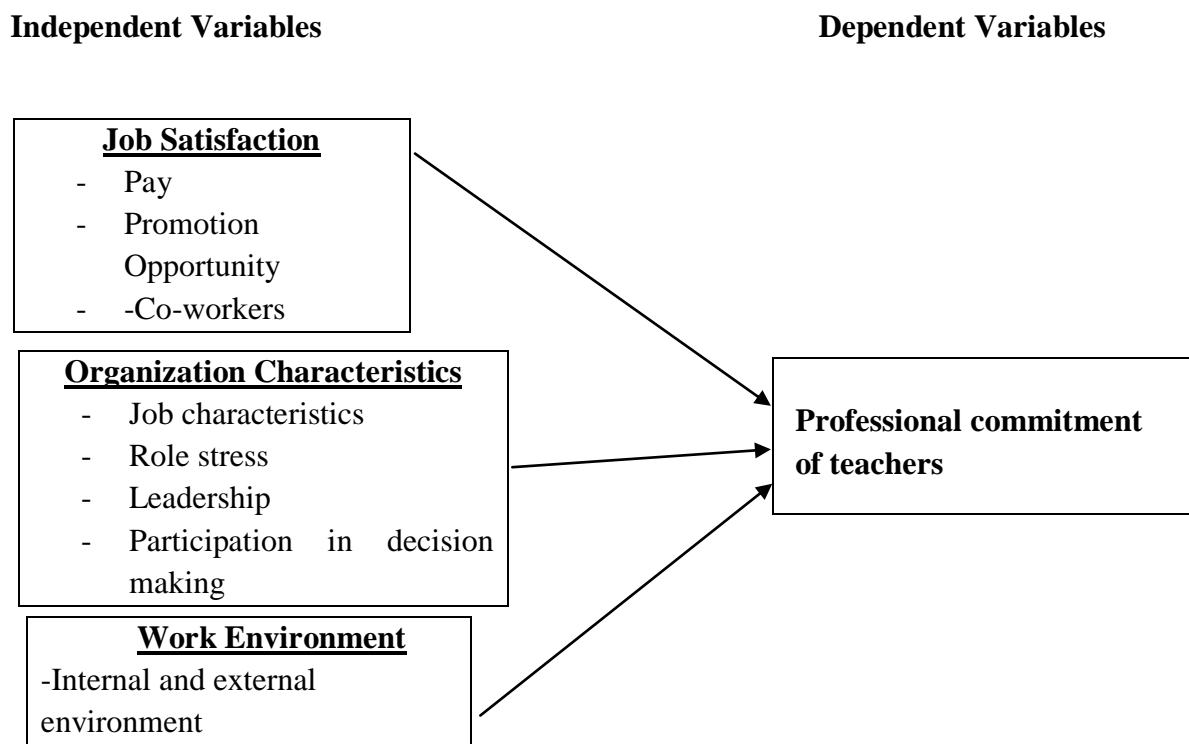 Independent Variables
Dependent Variables
Job Satisfaction
- Pay
- Promotion
Opportunity
- -Co-workers
Organization Characteristics
- Job characteristics
- Role stress
- Leadership
- Participation in decision
making
Work Environment
-Internal and external
environment
Professional commitment
of teachers